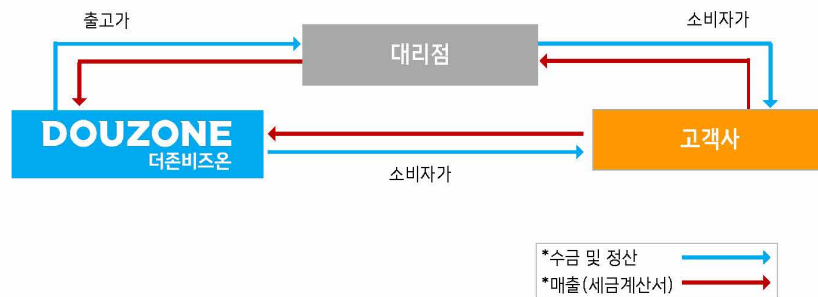 출고가
소비자가
대리점
DOUZONE
더존비즈온
고객사
소비자가
*수금 및 정산
*매출(세금계산서)